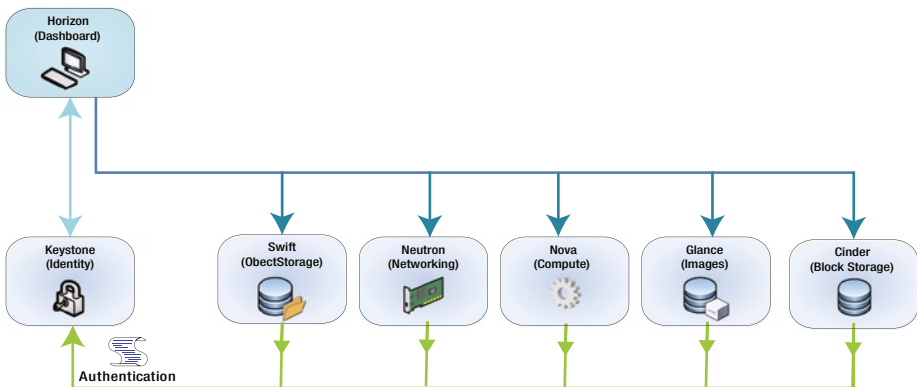 Horizon
(Dashboard)
Keystone
(Identity)
Swift
(ObectStorage)
Neutron
(Networking)
Nova
(Compute)
Glance
(Images)
Cinder
(Block Storage)
Authentication